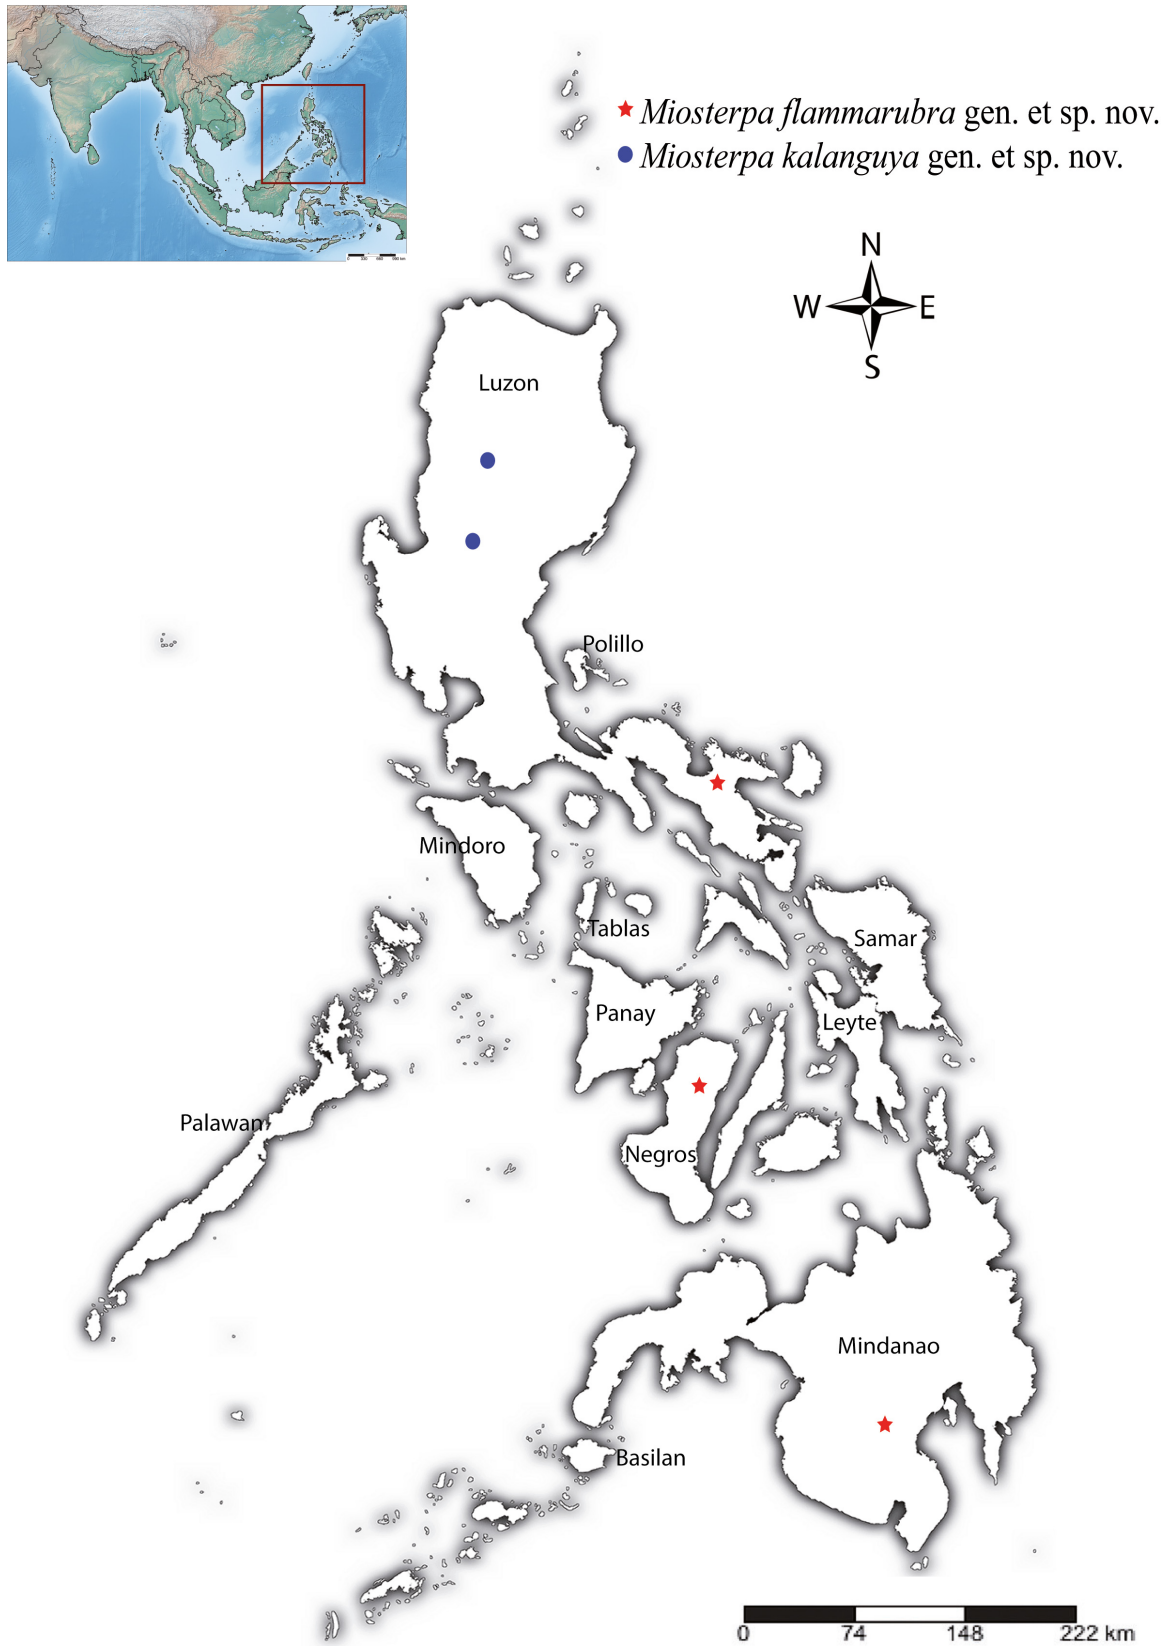 Miosterpa flammarubra gen. et sp. nov.
Miosterpa kalanguya gen. et sp. nov.
N
W E
S
Luzon
Polillo
Mindoro
Tablas
Samar
Panay
Leyte
Palawan
Negros
Mindanao
Basilan
0 74 148 222 km